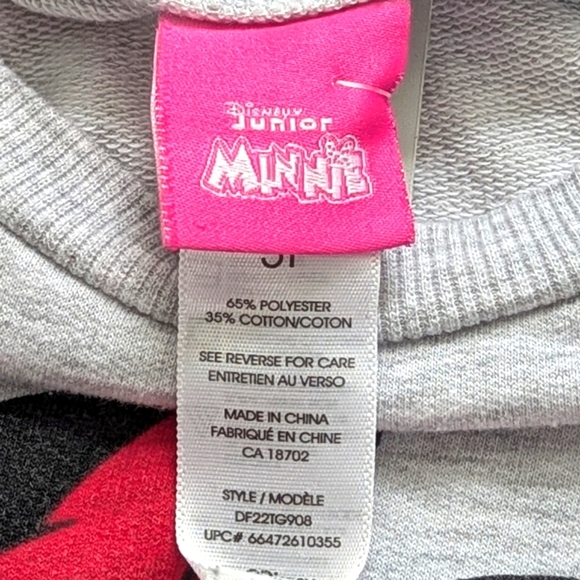 Disney
Junior
MINNIE
65% POLYESTER
35% COTTON/COTON
SEE REVERSE FOR CARE
ENTRETIEN AU VERSO
MADE IN CHINA
FABRIQUÉ EN CHINE
CA 18702
STYLE / MODÈLE
DF22TG908
UPC# 66472610355